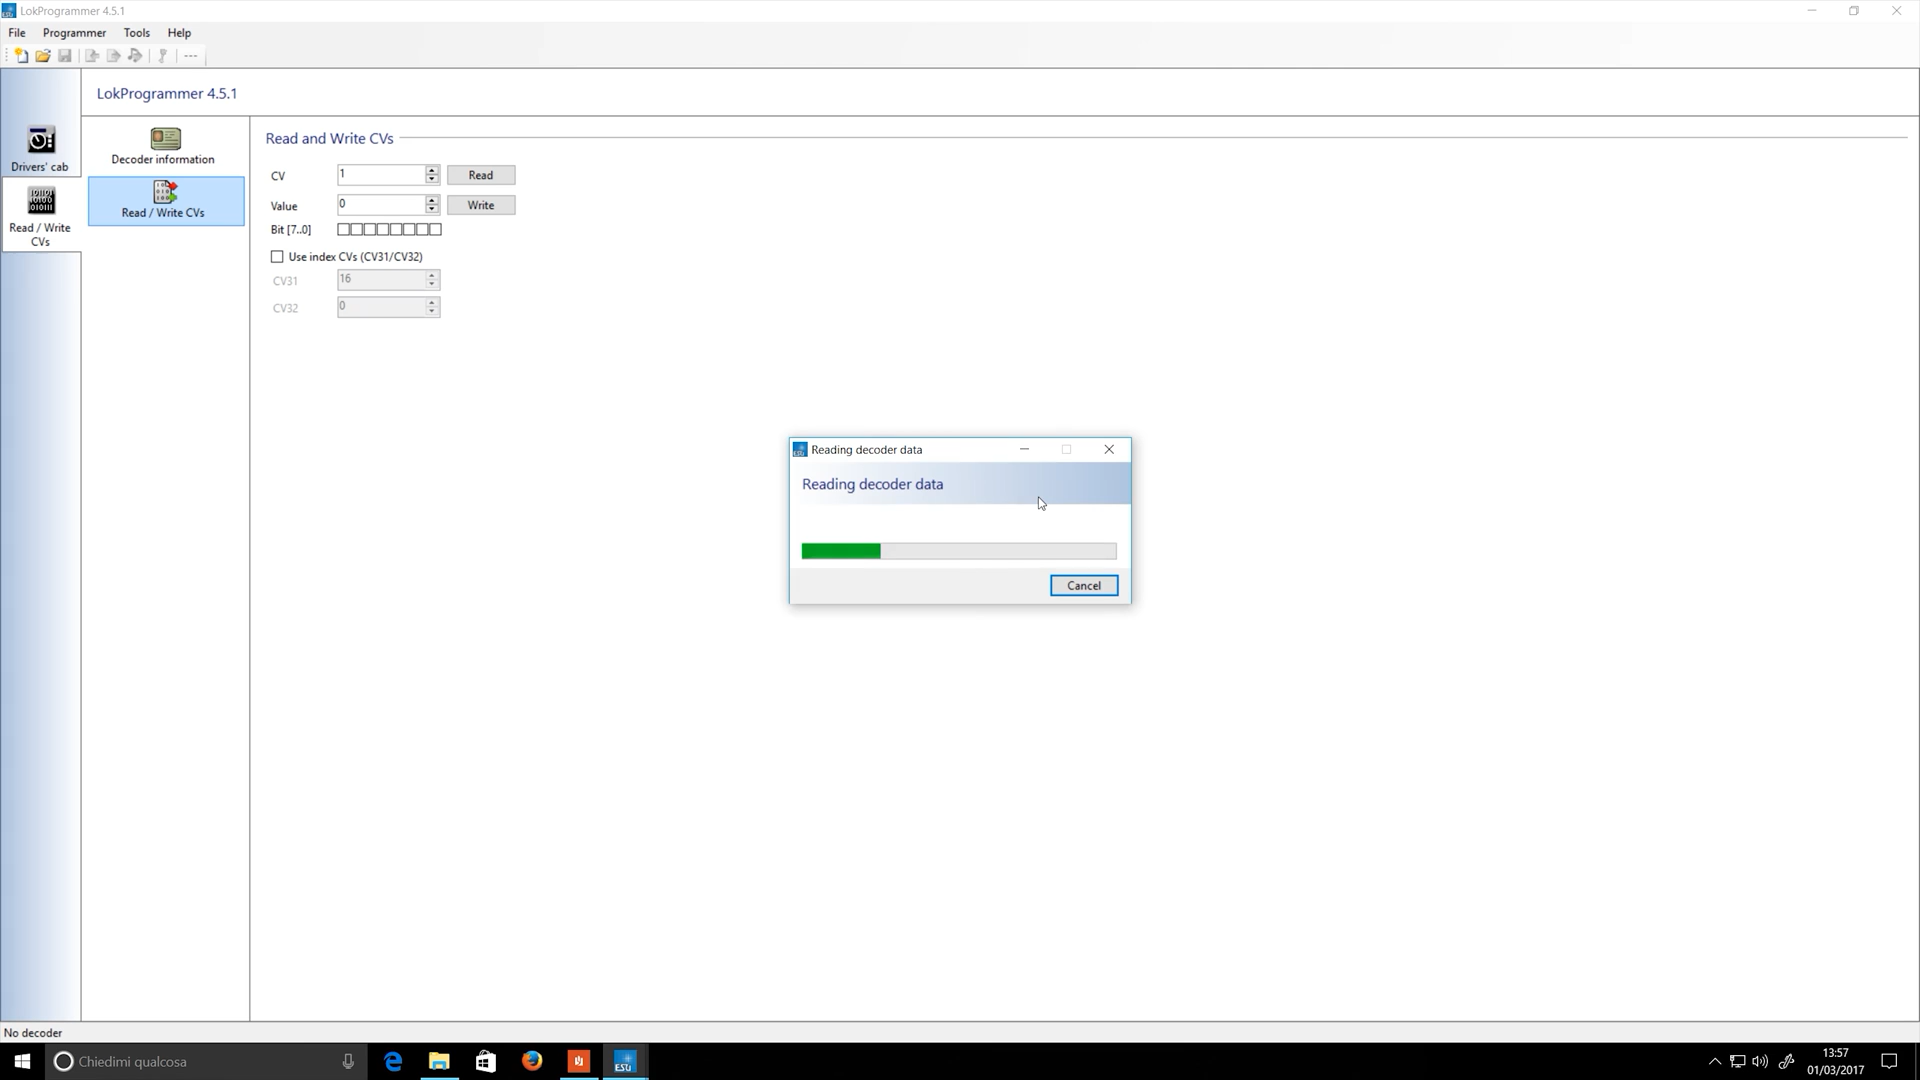 LokProgrammer 4.5.1
File Programmer Tools Help
LokProgrammer 4.5.1
Drivers' cab
Read / Write
CVs
Decoder information
Read / Write CVs
Read and Write CVs
CV 1 Read
Value 0 Write
Bit [7..0]
Use index CVs (CV31/CV32)
CV31 16
CV32 0
Reading decoder data
Reading decoder data
Cancel
No decoder
Chiedimi qualcosa
ESU
13:57
01/03/2017